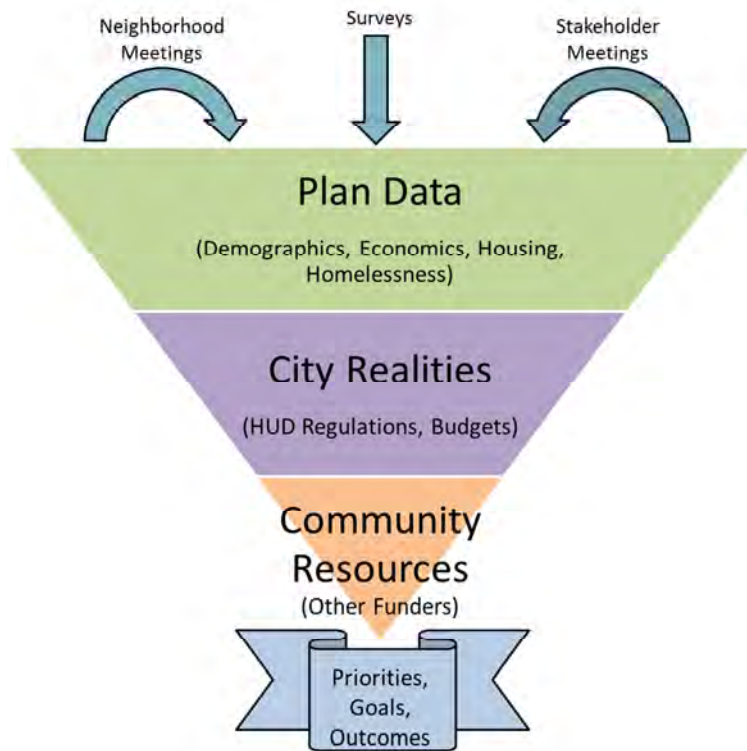 Neighborhood
Meetings
Surveys
Stakeholder
Meetings
Plan Data
(Demographics, Economics, Housing,
Homelessness)
City Realities
(HUD Regulations, Budgets)
Community
Resources
(Other Funders)
Priorities,
Goals,
Outcomes